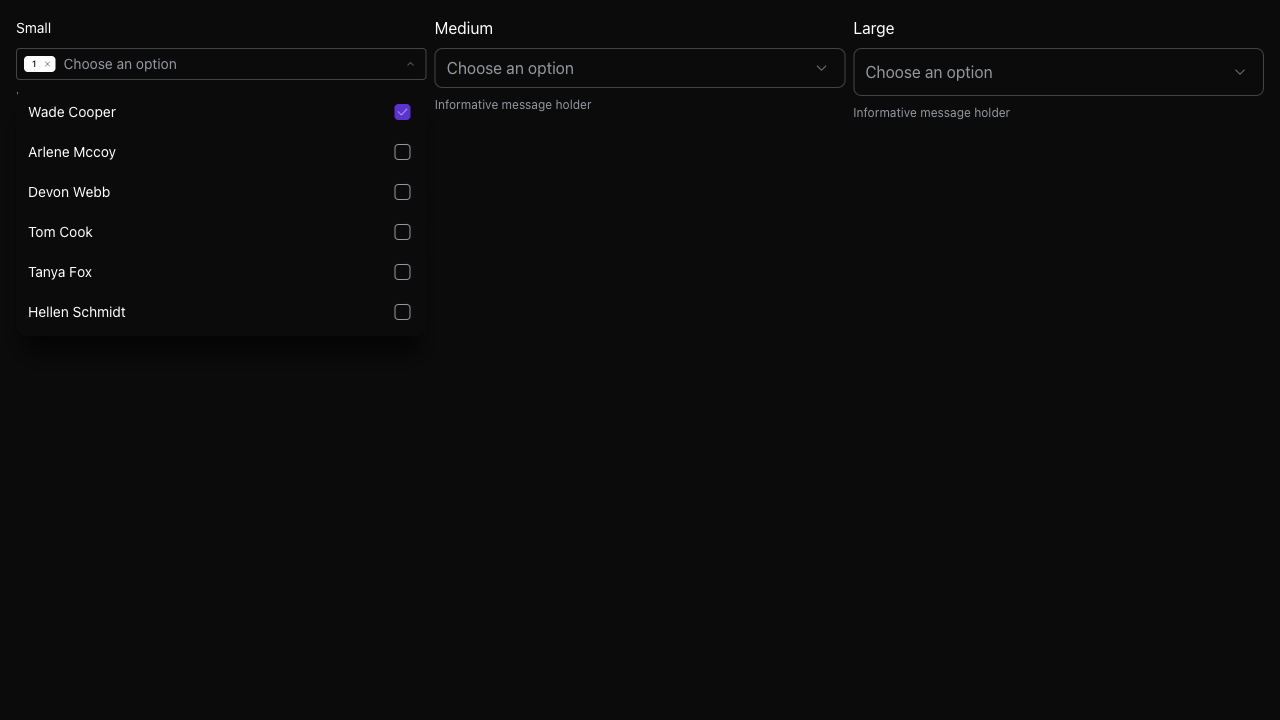 Small
1
Choose an option
Wade Cooper
Arlene Mccoy
Devon Webb
Tom Cook
Tanya Fox
Hellen Schmidt
Medium
Choose an option
Informative message holder
Large
Choose an option
Informative message holder